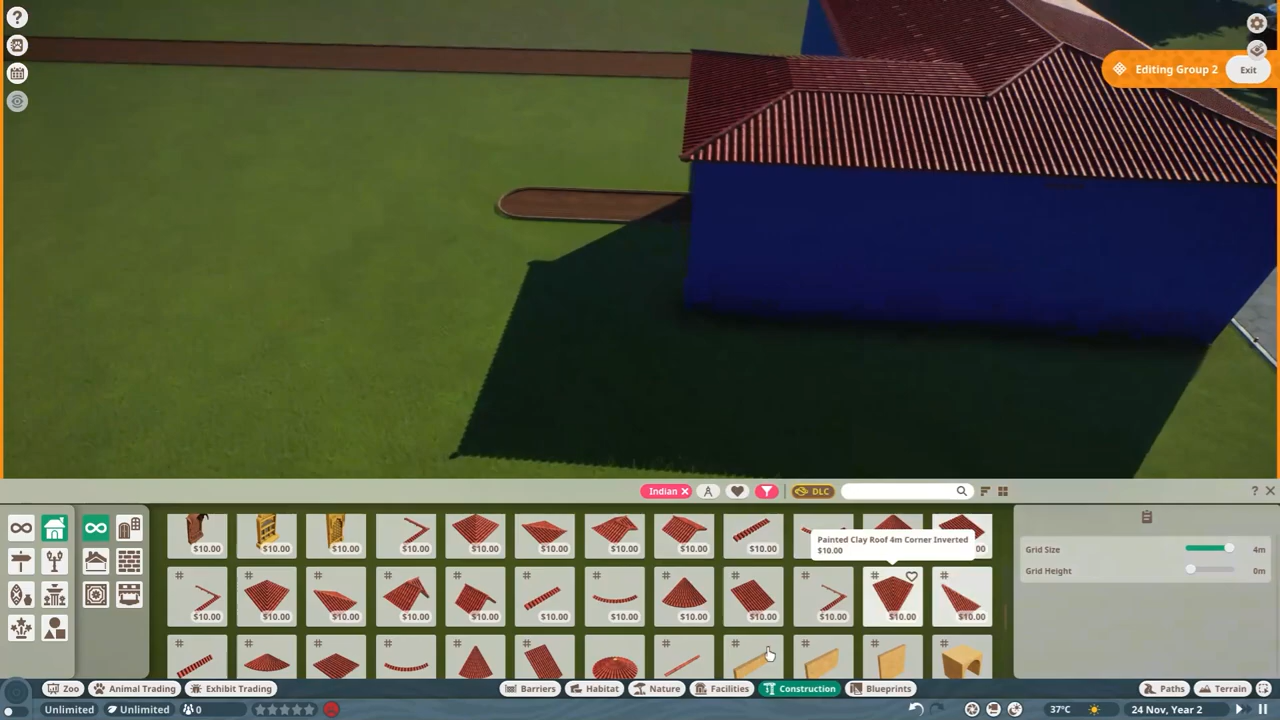 ?
Editing Group 2 Exit
Indian × DLC
? ×
$10.00 $10.00 $10.00 $10.00 $10.00 $10.00 $10.00 $10.00 $10.00
Painted Clay Roof 4m Corner Inverted
$10.00
Grid Size 4m
Grid Height 0m
$10.00 $10.00 $10.00 $10.00 $10.00 $10.00 $10.00 $10.00 $10.00 $10.00 $10.00 $10.00
Zoo Animal Trading Exhibit Trading Barriers Habitat Nature Facilities Construction Blueprints Paths Terrain
Unlimited Unlimited 0 37°C 24 Nov, Year 2